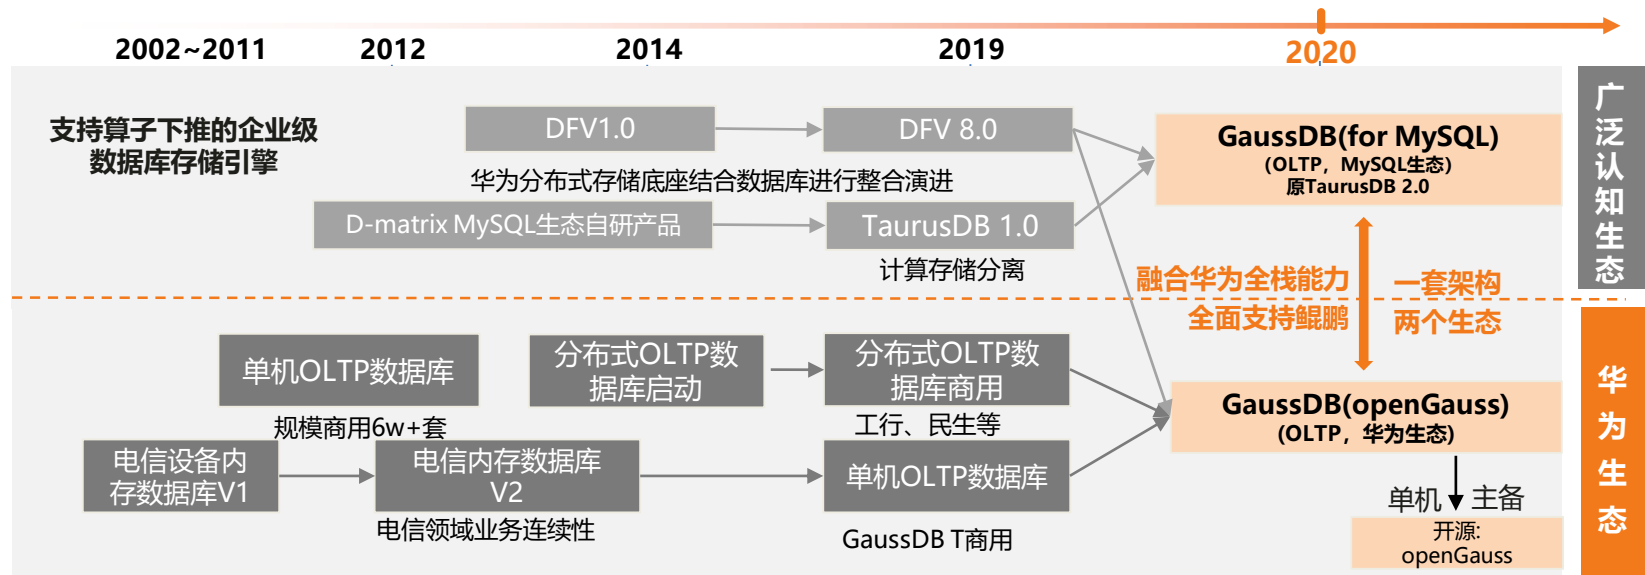 2002~2011
2012
2014
2019
2020
支持算子下推的企业级
数据库存储引擎
DFV1.0
DFV 8.0
华为分布式存储底座结合数据库进行整合演进
D-matrix MySQL生态自研产品
TaurusDB 1.0
计算存储分离
GaussDB(for MySQL)
(OLTP，MySQL生态)
原TaurusDB 2.0
广
泛
认
知
生
态
融合华为全栈能力
一套架构
全面支持鲲鹏
两个生态
单机OLTP数据库
规模商用6w+套
分布式OLTP数
据库启动
分布式OLTP数
据库商用
工行、民生等
电信设备内
存数据库V1
电信内存数据库
V2
电信领域业务连续性
单机OLTP数据库
GaussDB T商用
GaussDB(openGauss)
(OLTP，华为生态)
单机
主备
开源:
openGauss
华
为
生
态